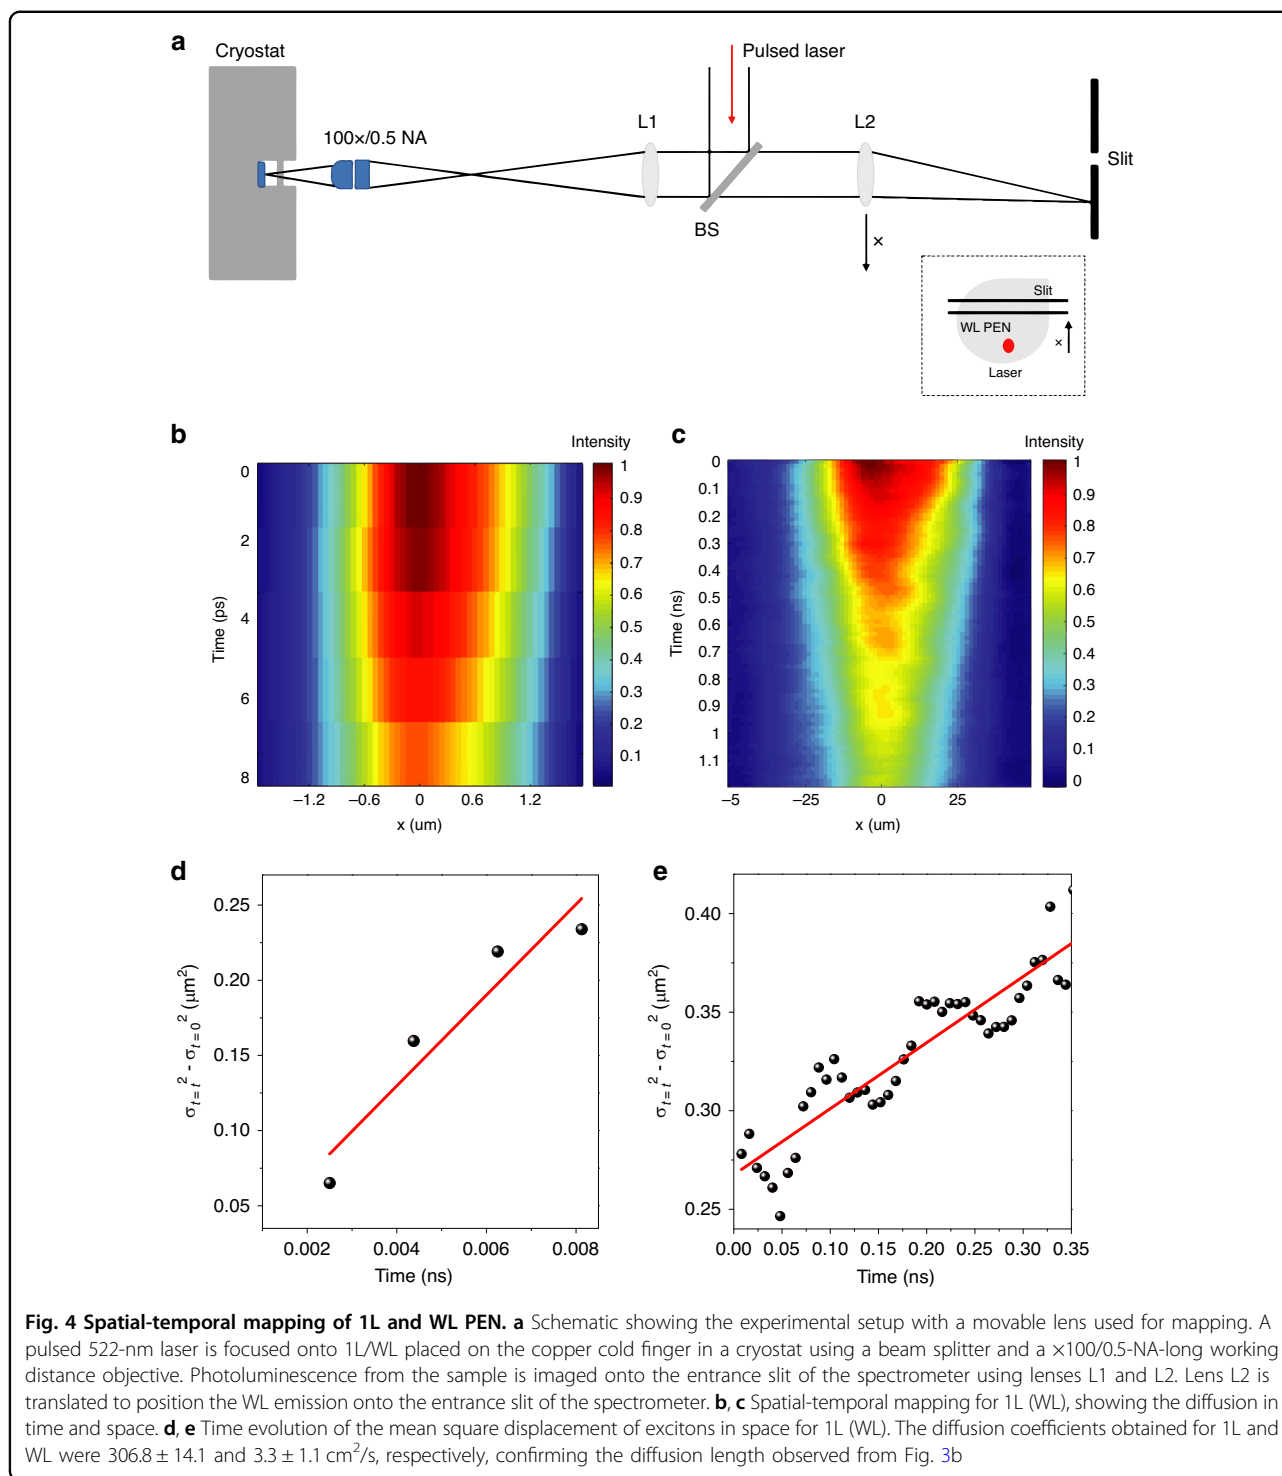 a
Cryostat
Pulsed laser
100×/0.5 NA
L1
L2
Slit
BS
×
Slit
WL PEN
×
Laser
b
Intensity
0
2
4
6
8
Time (ps)
−1.2
−0.6
0
0.6
1.2
x (um)
1
0.9
0.8
0.7
0.6
0.5
0.4
0.3
0.2
0.1
c
Intensity
0
0.1
0.2
0.3
0.4
0.5
0.6
0.7
0.8
0.9
1
1.1
Time (ns)
−5
−25
0
25
x (um)
1
0.9
0.8
0.7
0.6
0.5
0.4
0.3
0.2
0.1
0
d
0.25
0.20
0.15
0.10
0.05
σt=t² - σt=0² (μm²)
0.002
0.004
0.006
0.008
Time (ns)
e
0.40
0.35
0.30
0.25
σt=t² - σt=0² (μm²)
0.00
0.05
0.10
0.15
0.20
0.25
0.30
0.35
Time (ns)
Fig. 4 Spatial-temporal mapping of 1L and WL PEN. a Schematic showing the experimental setup with a movable lens used for mapping. A
pulsed 522-nm laser is focused onto 1L/WL placed on the copper cold finger in a cryostat using a beam splitter and a ×100/0.5-NA-long working
distance objective. Photoluminescence from the sample is imaged onto the entrance slit of the spectrometer using lenses L1 and L2. Lens L2 is
translated to position the WL emission onto the entrance slit of the spectrometer. b, c Spatial-temporal mapping for 1L (WL), showing the diffusion in
time and space. d, e Time evolution of the mean square displacement of excitons in space for 1L (WL). The diffusion coefficients obtained for 1L and
WL were 306.8 ± 14.1 and 3.3 ± 1.1 cm²/s, respectively, confirming the diffusion length observed from Fig. 3b